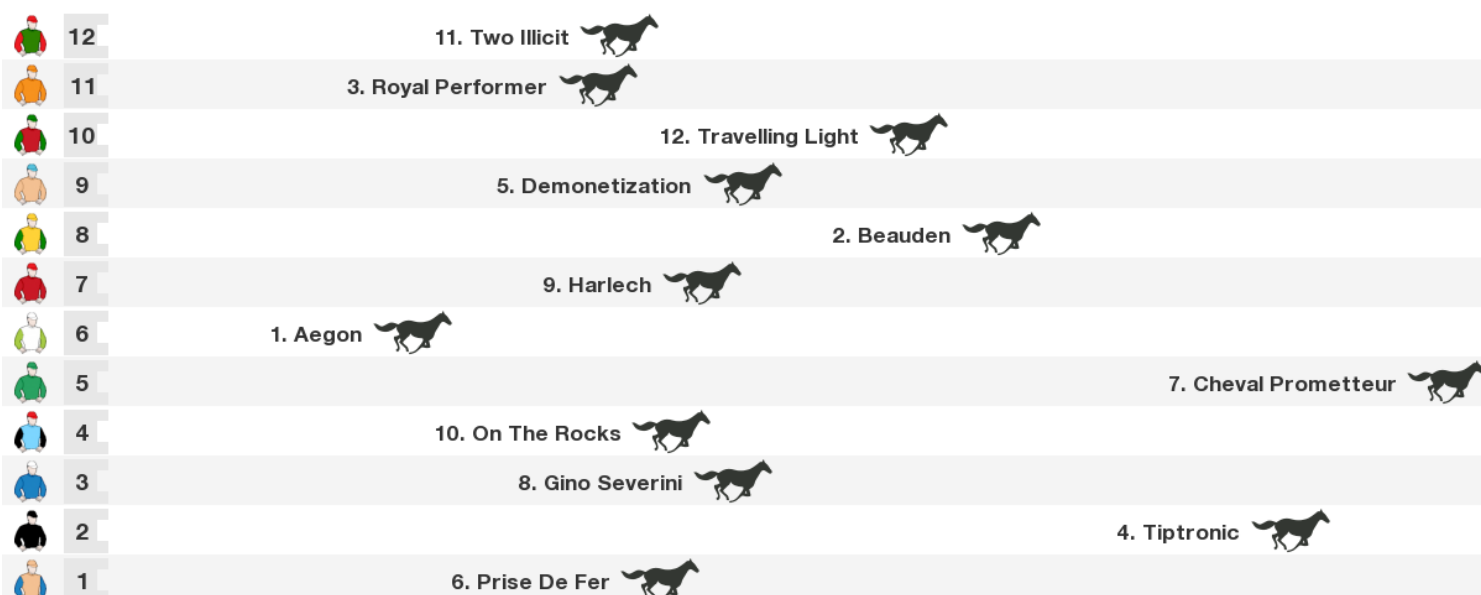 12 11. Two Illicit
11 3. Royal Performer
10 12. Travelling Light
9 5. Demonetization
8 2. Beauden
7 9. Harlech
6 1. Aegon
5 7. Cheval Prometteur
4 10. On The Rocks
3 8. Gino Severini
2 4. Tiptronic
1 6. Prise De Fer